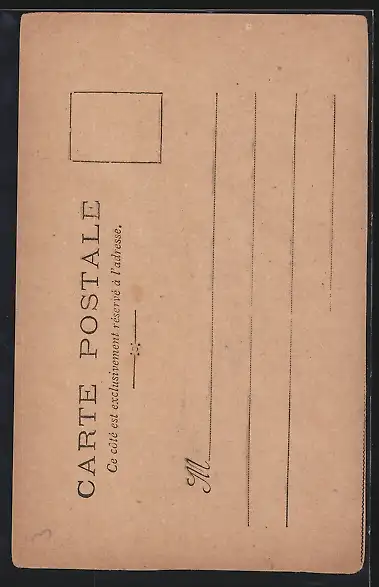 CARTE POSTALE
Ce côté est exclusivement réservé à l'adresse.
M